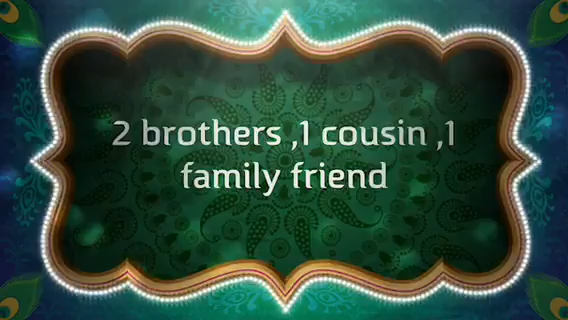 2 brothers ,1 cousin ,1
family friend